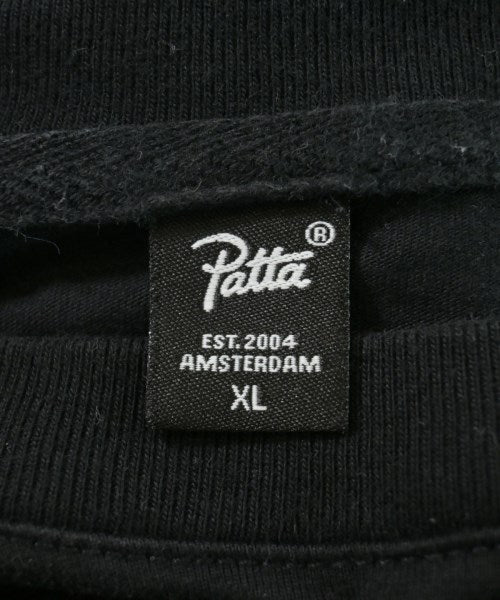 Patta®
EST. 2004
AMSTERDAM
XL